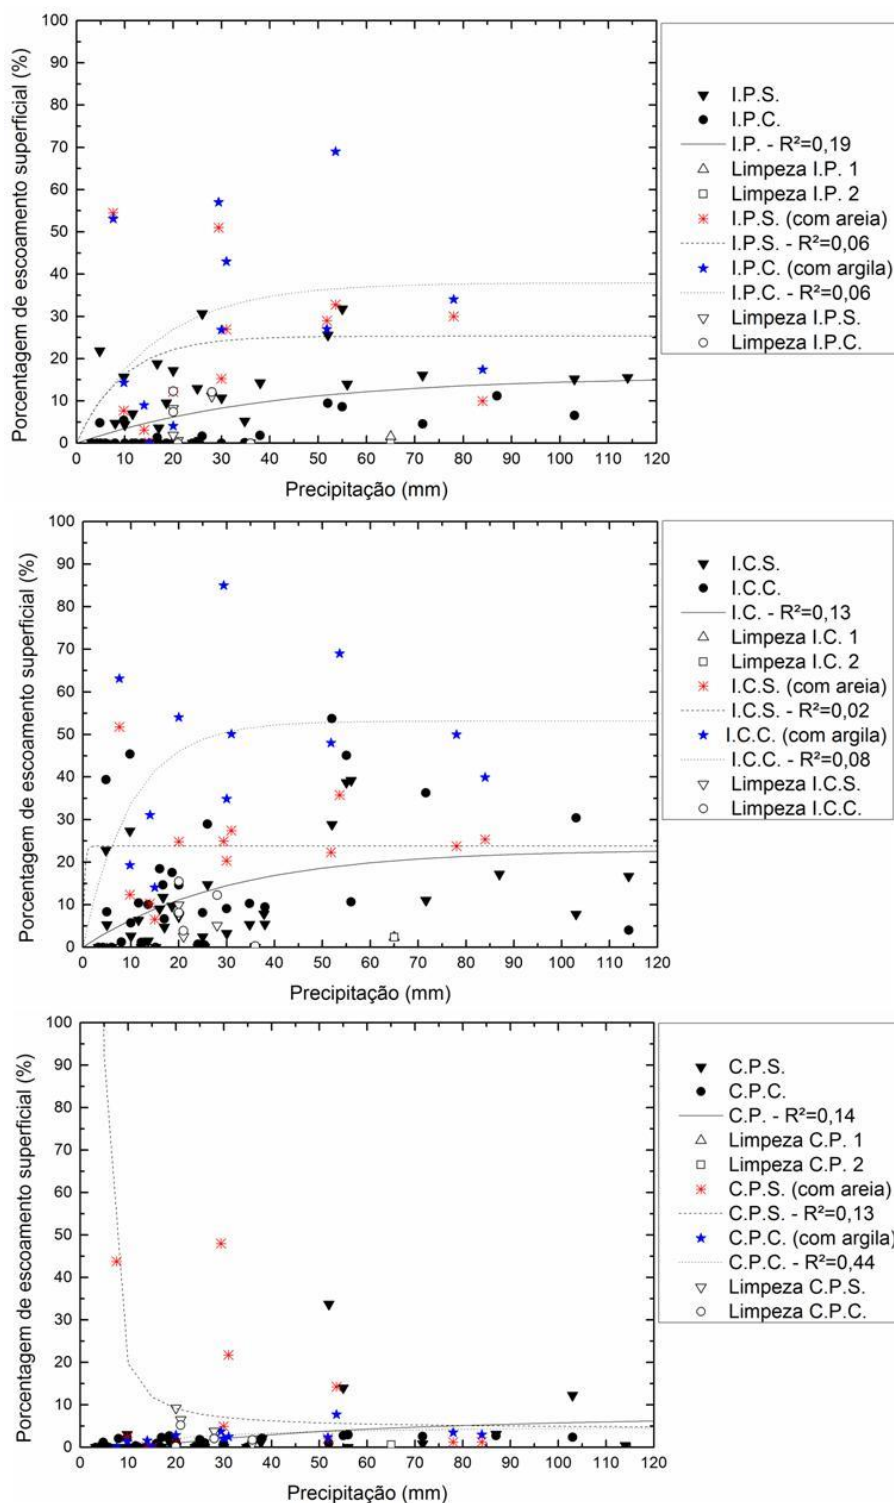 100
90
80
70
60
50
40
30
20
10
0
Porcentagem de escoamento superficial (%)
0 10 20 30 40 50 60 70 80 90 100 110 120
Precipitação (mm)
I.P.S.
I.P.C.
I.P. - R²=0,19
Limpeza I.P. 1
Limpeza I.P. 2
I.P.S. (com areia)
I.P.S. - R²=0,06
I.P.C. (com argila)
I.P.C. - R²=0,06
Limpeza I.P.S.
Limpeza I.P.C.
100
90
80
70
60
50
40
30
20
10
0
Porcentagem de escoamento superficial (%)
0 10 20 30 40 50 60 70 80 90 100 110 120
Precipitação (mm)
I.C.S.
I.C.C.
I.C. - R²=0,13
Limpeza I.C. 1
Limpeza I.C. 2
I.C.S. (com areia)
I.C.S. - R²=0,02
I.C.C. (com argila)
I.C.C. - R²=0,08
Limpeza I.C.S.
Limpeza I.C.C.
100
90
80
70
60
50
40
30
20
10
0
Porcentagem de escoamento superficial (%)
0 10 20 30 40 50 60 70 80 90 100 110 120
Precipitação (mm)
C.P.S.
C.P.C.
C.P. - R²=0,14
Limpeza C.P. 1
Limpeza C.P. 2
C.P.S. (com areia)
C.P.S. - R²=0,13
C.P.C. (com argila)
C.P.C. - R²=0,44
Limpeza C.P.S.
Limpeza C.P.C.